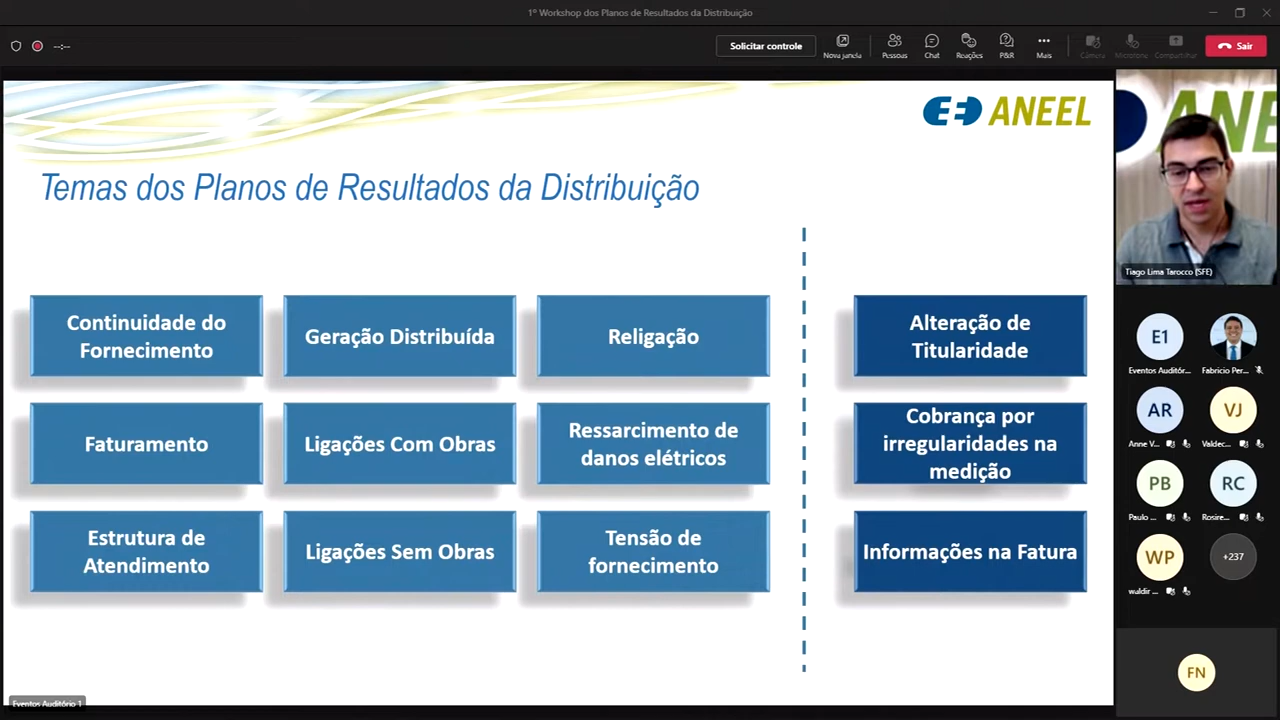 1º Workshop dos Planos de Resultados da Distribuição
--:--
Solicitar controle
Nova janela
Pessoas
Chat
Reações
P&R
Mais
Câmera
Microfone
Compartilhar
Sair
ANEEL
ANE
Temas dos Planos de Resultados da Distribuição
Continuidade do
Fornecimento
Geração Distribuída
Religação
Alteração de
Titularidade
Faturamento
Ligações Com Obras
Ressarcimento de
danos elétricos
Cobrança por
irregularidades na
medição
Estrutura de
Atendimento
Ligações Sem Obras
Tensão de
fornecimento
Informações na Fatura
Eventos Auditório 1
Tiago Lima Tarocco (SFE)
E1
Eventos Auditór...
Fabricio Per...
AR
Anne V...
VJ
Valdec...
PB
Paulo ...
RC
Rosire...
WP
waldir ...
+237
FN